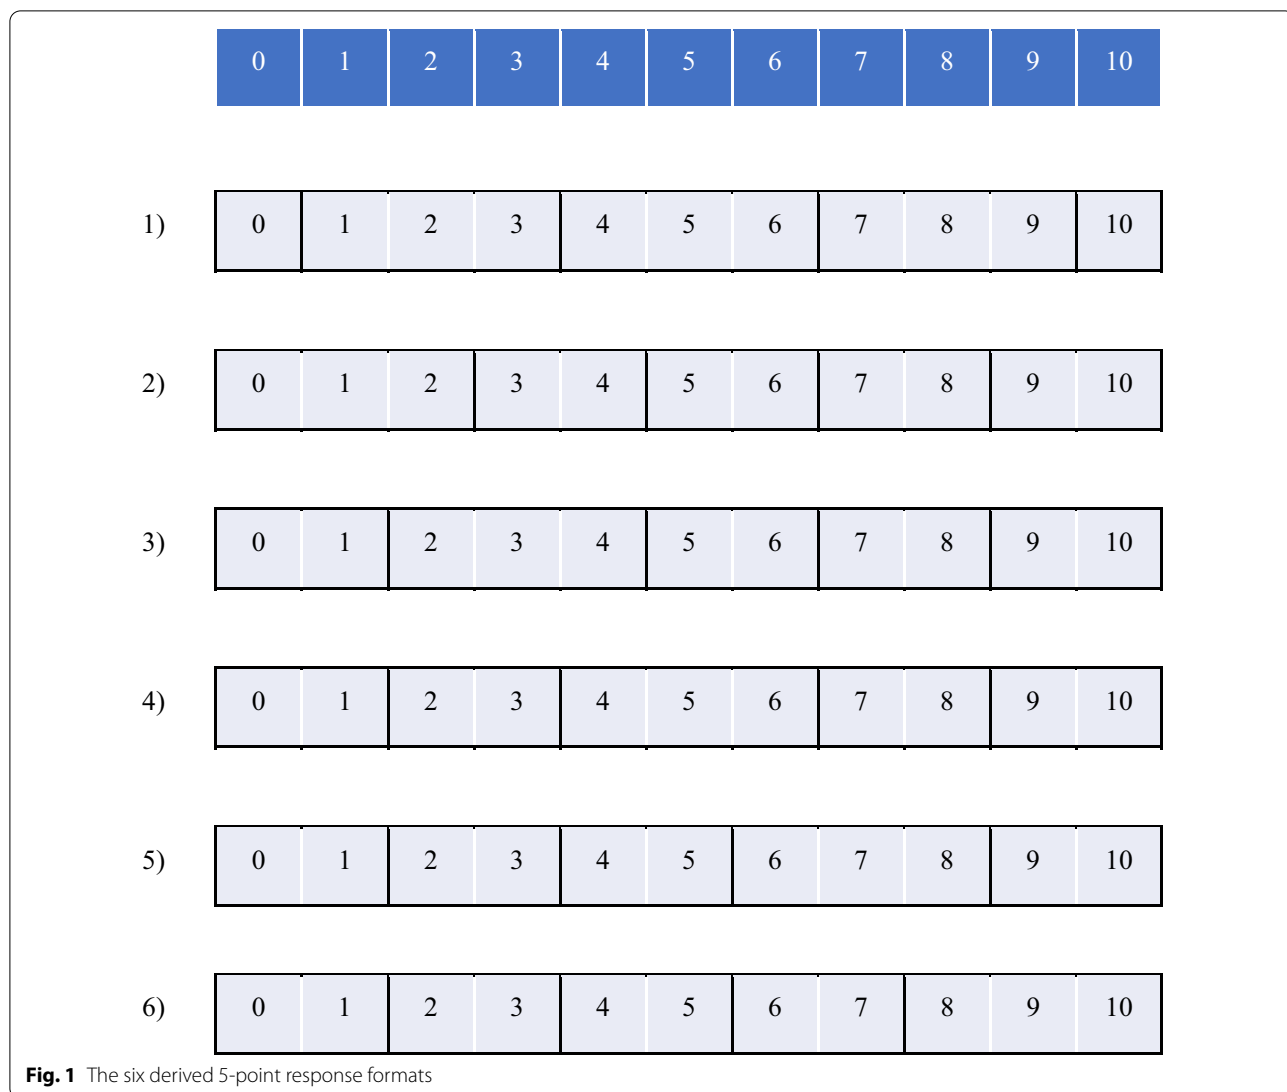 0 1 2 3 4 5 6 7 8 9 10
1) 0 1 2 3 4 5 6 7 8 9 10
2) 0 1 2 3 4 5 6 7 8 9 10
3) 0 1 2 3 4 5 6 7 8 9 10
4) 0 1 2 3 4 5 6 7 8 9 10
5) 0 1 2 3 4 5 6 7 8 9 10
6) 0 1 2 3 4 5 6 7 8 9 10
Fig. 1 The six derived 5-point response formats